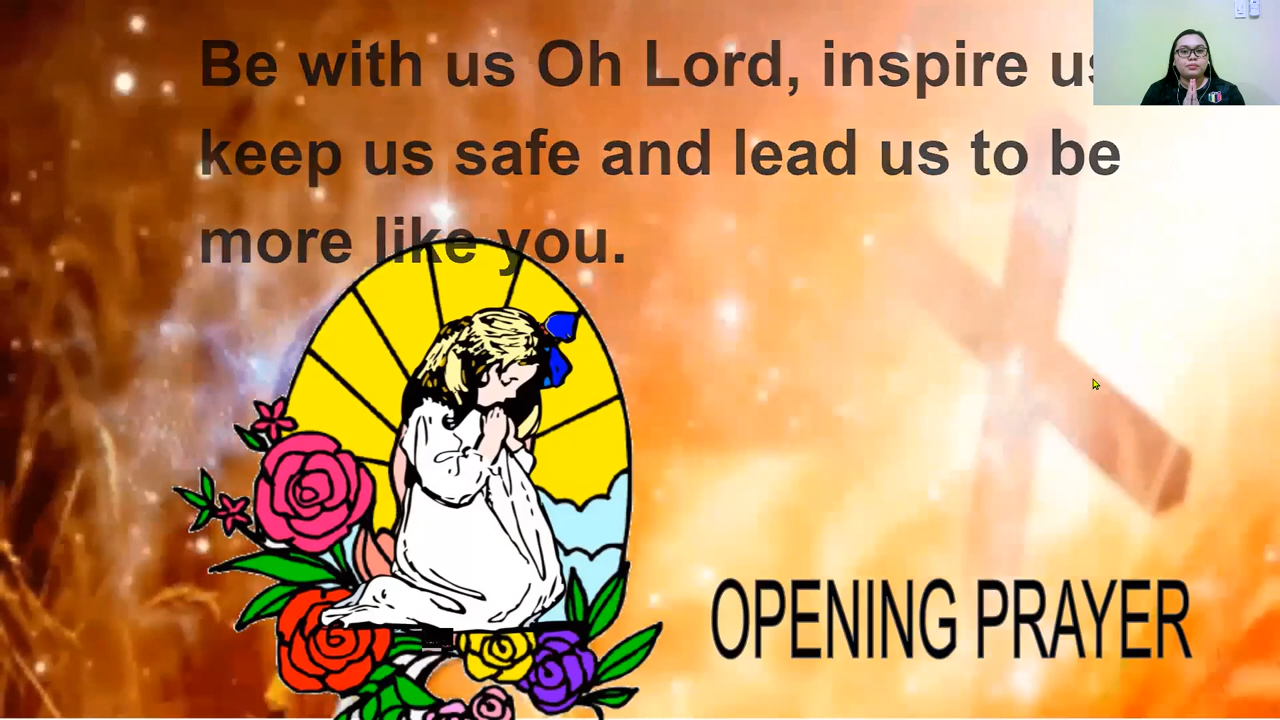 Be with us Oh Lord, inspire us
keep us safe and lead us to be
more like you.
OPENING PRAYER